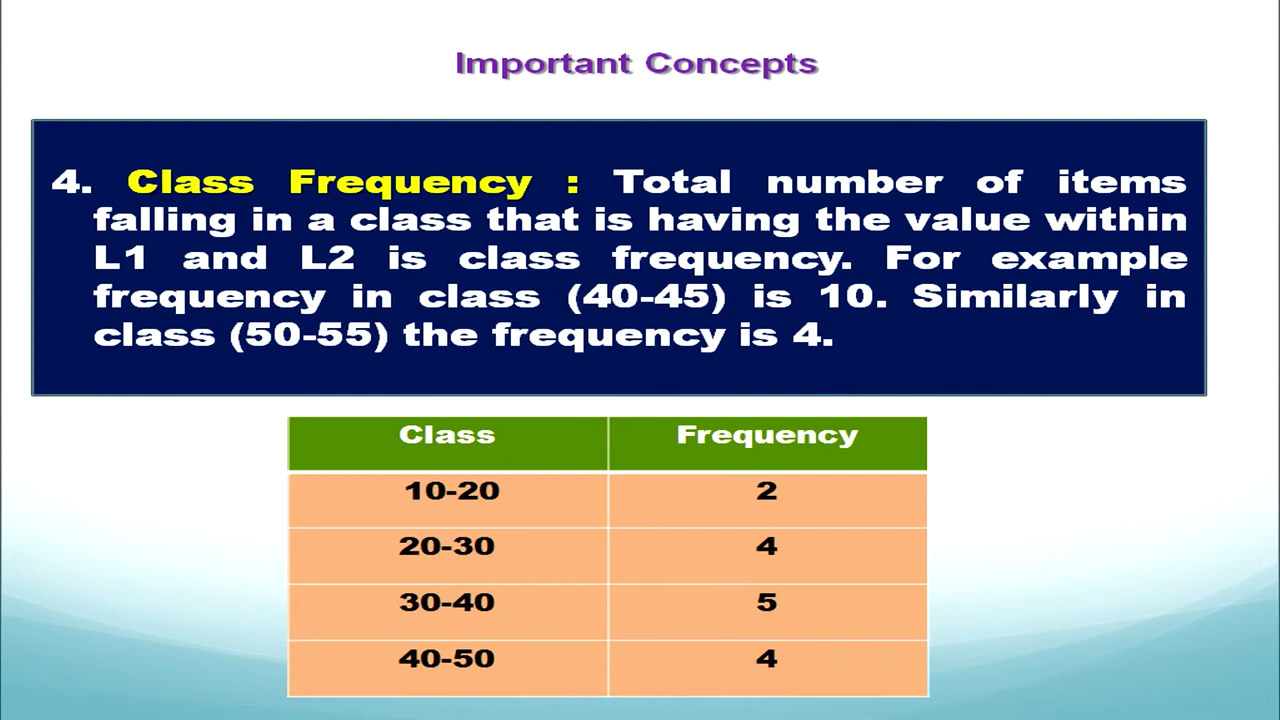 Important Concepts
4. Class Frequency : Total number of items
falling in a class that is having the value within
L1 and L2 is class frequency. For example
frequency in class (40-45) is 10. Similarly in
class (50-55) the frequency is 4.
Class Frequency
10-20 2
20-30 4
30-40 5
40-50 4